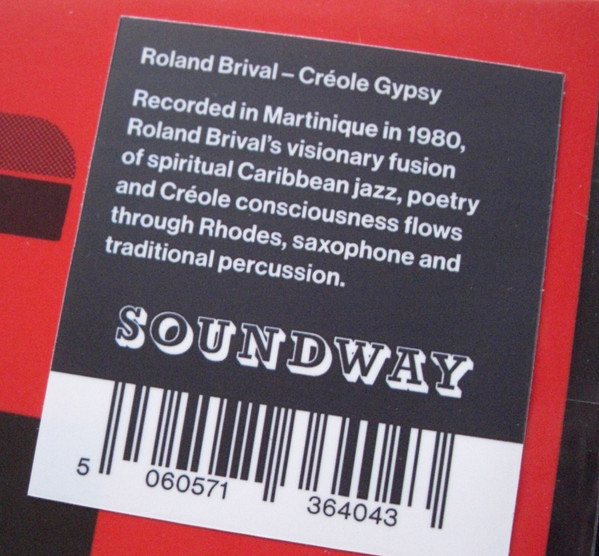 Roland Brival – Créole Gypsy
Recorded in Martinique in 1980,
Roland Brival's visionary fusion
of spiritual Caribbean jazz, poetry
and Créole consciousness flows
through Rhodes, saxophone and
traditional percussion.
SOUNDWAY
5 060571 364043